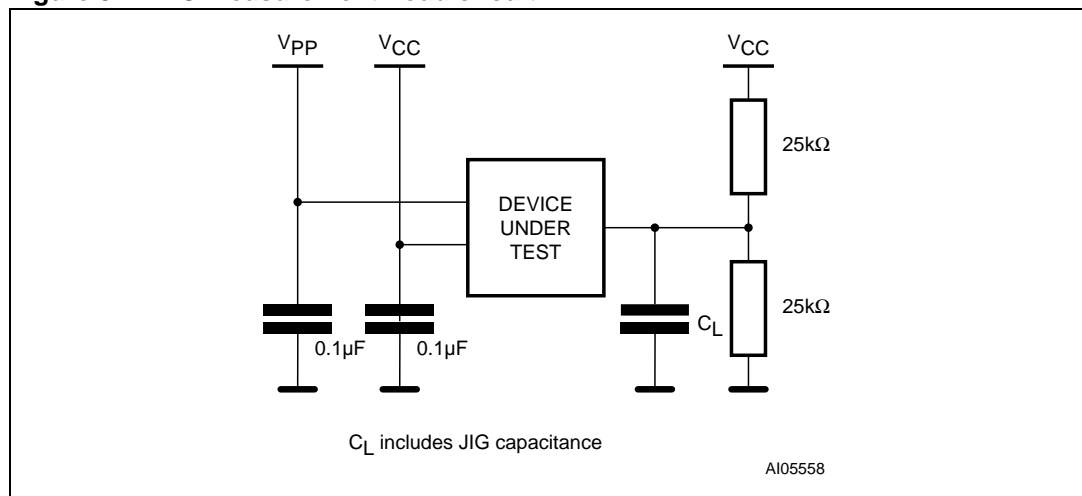 VPP
VCC
VCC
25kΩ
DEVICE
UNDER
TEST
25kΩ
CL
0.1µF
0.1µF
CL includes JIG capacitance
AI05558